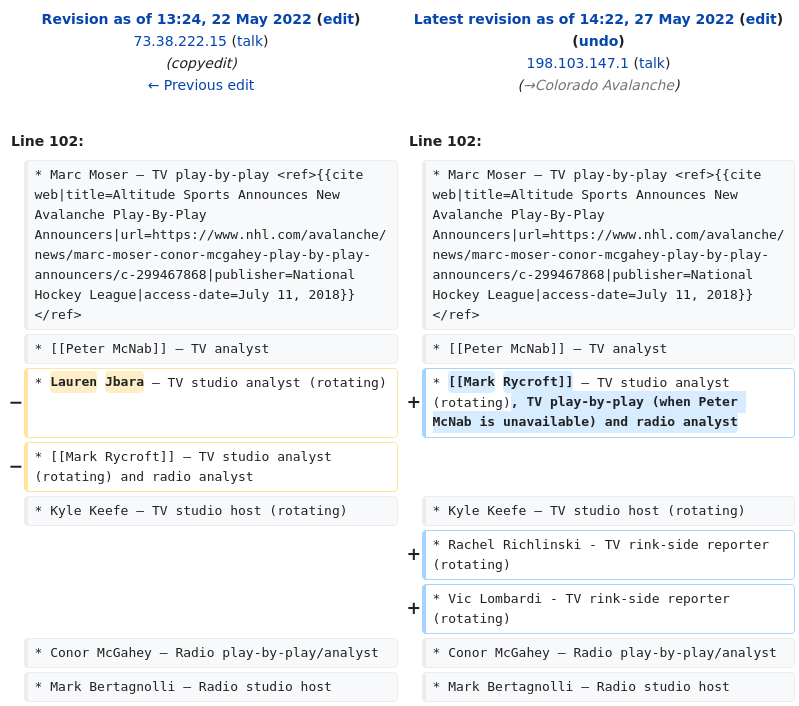 Revision as of 13:24, 22 May 2022 (edit)
73.38.222.15 (talk)
(copyedit)
← Previous edit
Latest revision as of 14:22, 27 May 2022 (edit)
(undo)
198.103.147.1 (talk)
(→Colorado Avalanche)
Line 102:
Line 102:
* Marc Moser – TV play-by-play <ref>{{cite
web|title=Altitude Sports Announces New
Avalanche Play-By-Play
Announcers|url=https://www.nhl.com/avalanche/
news/marc-moser-conor-mcgahey-play-by-play-
announcers/c-299467868|publisher=National
Hockey League|access-date=July 11, 2018}}
</ref>
* Marc Moser – TV play-by-play <ref>{{cite
web|title=Altitude Sports Announces New
Avalanche Play-By-Play
Announcers|url=https://www.nhl.com/avalanche/
news/marc-moser-conor-mcgahey-play-by-play-
announcers/c-299467868|publisher=National
Hockey League|access-date=July 11, 2018}}
</ref>
* [[Peter McNab]] – TV analyst
* [[Peter McNab]] – TV analyst
− * Lauren Jbara – TV studio analyst (rotating)
+ * [[Mark Rycroft]] – TV studio analyst
(rotating), TV play-by-play (when Peter
McNab is unavailable) and radio analyst
− * [[Mark Rycroft]] – TV studio analyst
(rotating) and radio analyst
* Kyle Keefe – TV studio host (rotating)
* Kyle Keefe – TV studio host (rotating)
+ * Rachel Richlinski - TV rink-side reporter
(rotating)
+ * Vic Lombardi - TV rink-side reporter
(rotating)
* Conor McGahey – Radio play-by-play/analyst
* Conor McGahey – Radio play-by-play/analyst
* Mark Bertagnolli – Radio studio host
* Mark Bertagnolli – Radio studio host